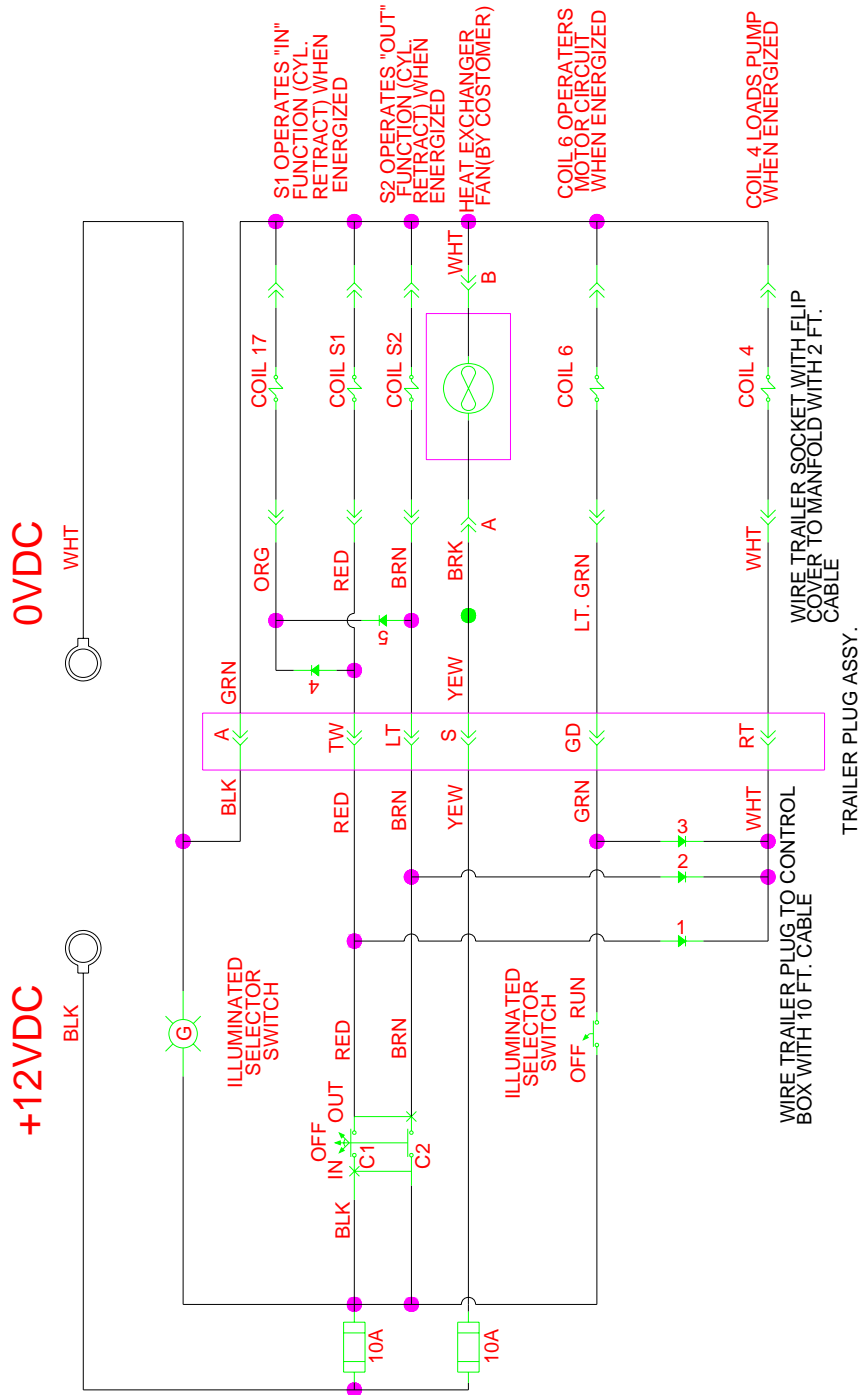 +12VDC
0VDC
BLK
WHT
G
ILLUMINATED
SELECTOR
SWITCH
BLK
A
GRN
ORG
COIL 17
S1 OPERATES "IN"
FUNCTION (CYL.
RETRACT) WHEN
ENERGIZED
10A
BLK
IN
OFF
OUT
C1
RED
RED
TW
4
RED
COIL S1
C2
BRN
BRN
LT
5
BRN
COIL S2
S2 OPERATES "OUT"
FUNCTION (CYL.
RETRACT) WHEN
ENERGIZED
10A
YEW
S
YEW
BRK
A
B
WHT
HEAT EXCHANGER
FAN(BY COSTOMER)
ILLUMINATED
SELECTOR
SWITCH
OFF
RUN
GRN
GD
LT. GRN
COIL 6
COIL 6 OPERATERS
MOTOR CIRCUIT
WHEN ENERGIZED
1
2
3
WHT
RT
WHT
COIL 4
COIL 4 LOADS PUMP
WHEN ENERGIZED
WIRE TRAILER PLUG TO CONTROL
BOX WITH 10 FT. CABLE
WIRE TRAILER SOCKET WITH FLIP
COVER TO MANFOLD WITH 2 FT.
CABLE
TRAILER PLUG ASSY.